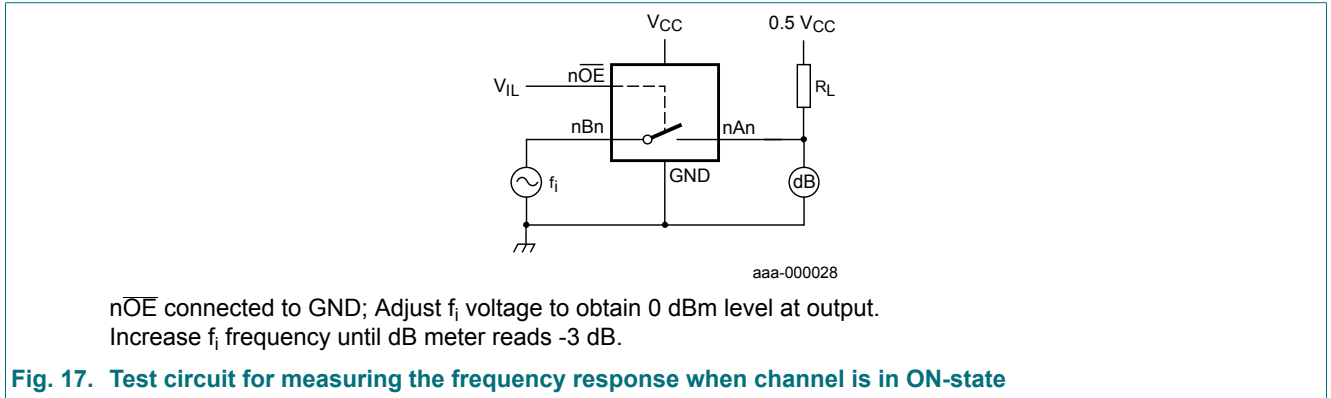 VCC
0.5 VCC
VIL
nOE
RL
nBn
nAn
GND
fi
dB
aaa-000028
nOE connected to GND; Adjust fi voltage to obtain 0 dBm level at output.
Increase fi frequency until dB meter reads -3 dB.
Fig. 17. Test circuit for measuring the frequency response when channel is in ON-state